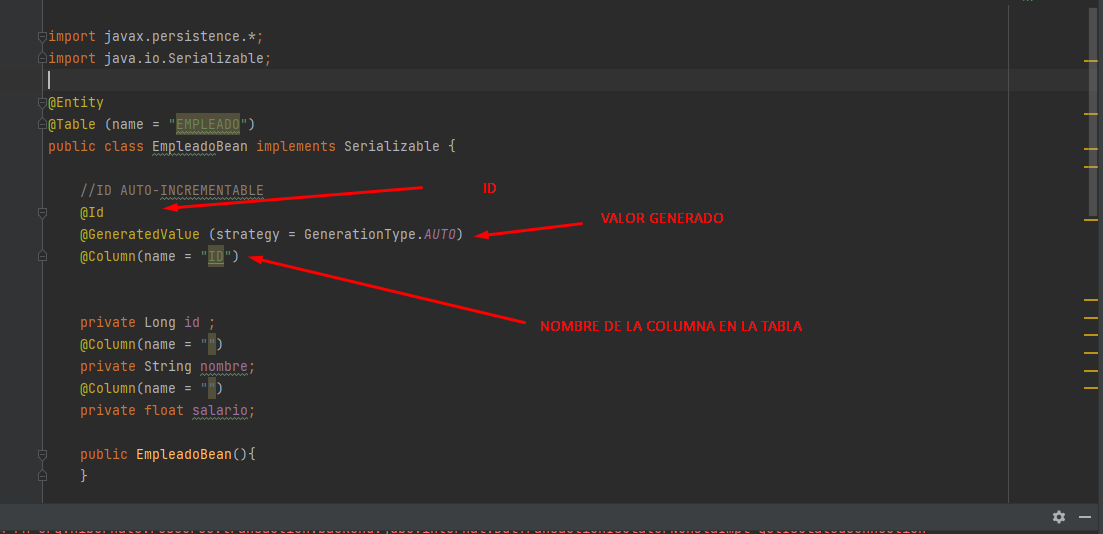 import javax.persistence.*;
import java.io.Serializable;
@Entity
@Table (name = "EMPLEADO")
public class EmpleadoBean implements Serializable {
//ID AUTO-INCREMENTABLE
ID
@Id
VALOR GENERADO
@GeneratedValue (strategy = GenerationType.AUTO)
@Column(name = "ID")
private Long id ;
NOMBRE DE LA COLUMNA EN LA TABLA
@Column(name = "")
private String nombre;
@Column(name = "")
private float salario;
public EmpleadoBean(){
}